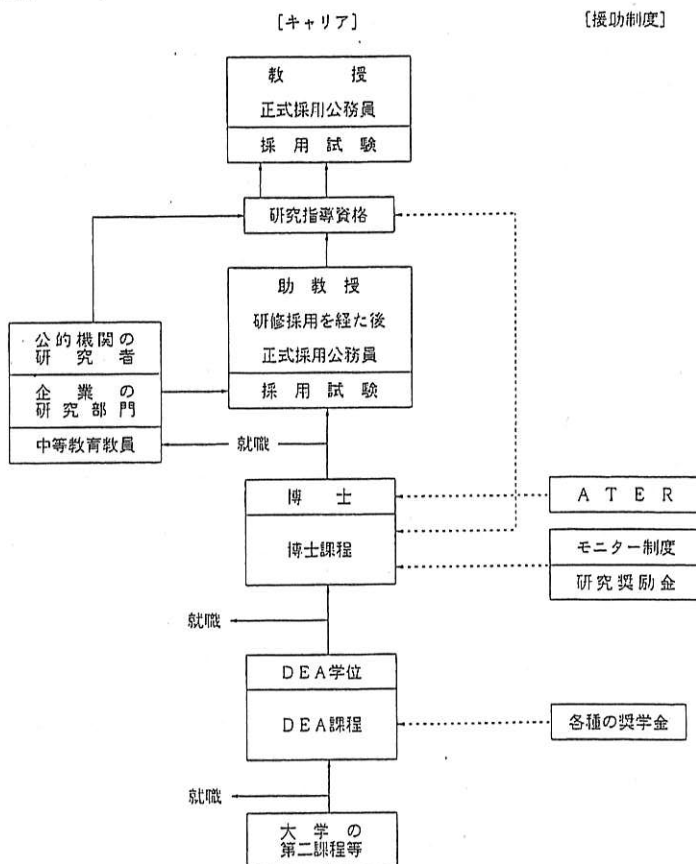 [キャリア]
[援助制度]
教授
正式採用公務員
採用試験
研究指導資格
助教授
研修採用を経た後
正式採用公務員
採用試験
公的機関の
研究者
企業の
研究部門
中等教育教員
就職
博士
博士課程
ATER
モニター制度
研究奨励金
就職
DEA学位
DEA課程
各種の奨学金
就職
大学の
第二課程等